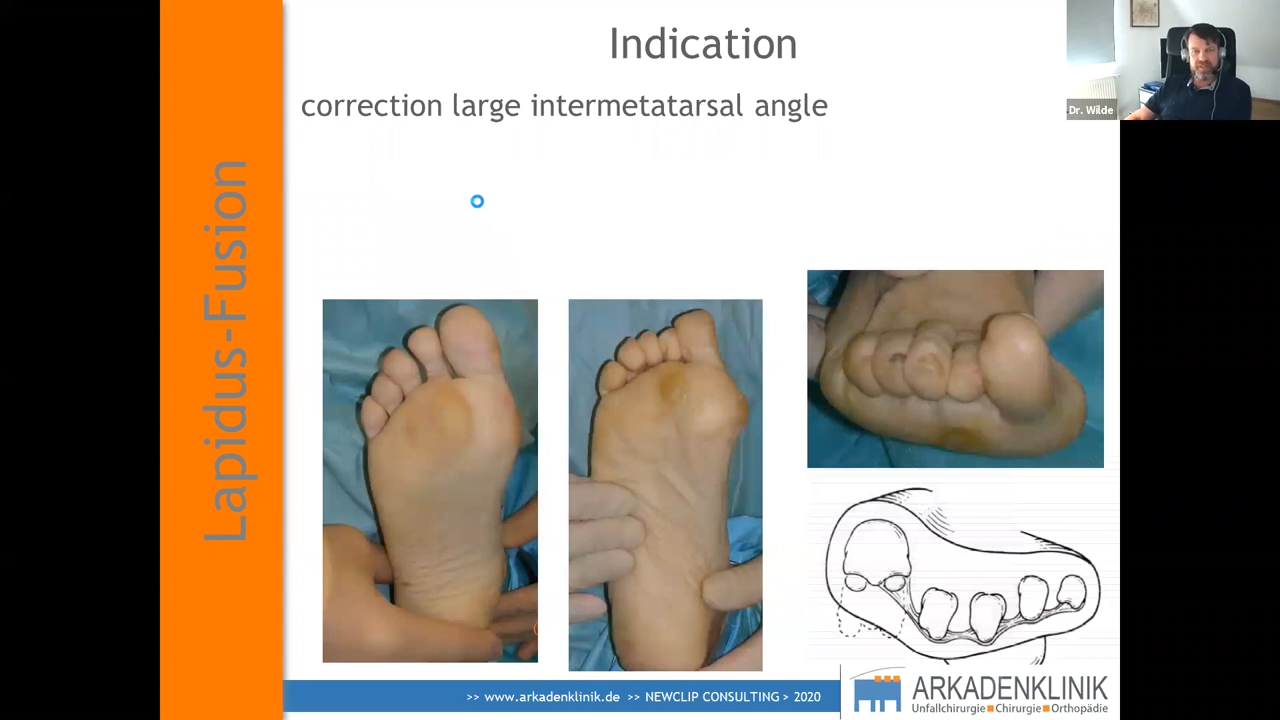 Indication
correction large intermetatarsal angle
Dr. Wilde
Lapidus-Fusion
>> www.arkadenklinik.de >> NEWCLIP CONSULTING > 2020
ARKADENKLINIK
Unfallchirurgie ■ Chirurgie ■ Orthopädie